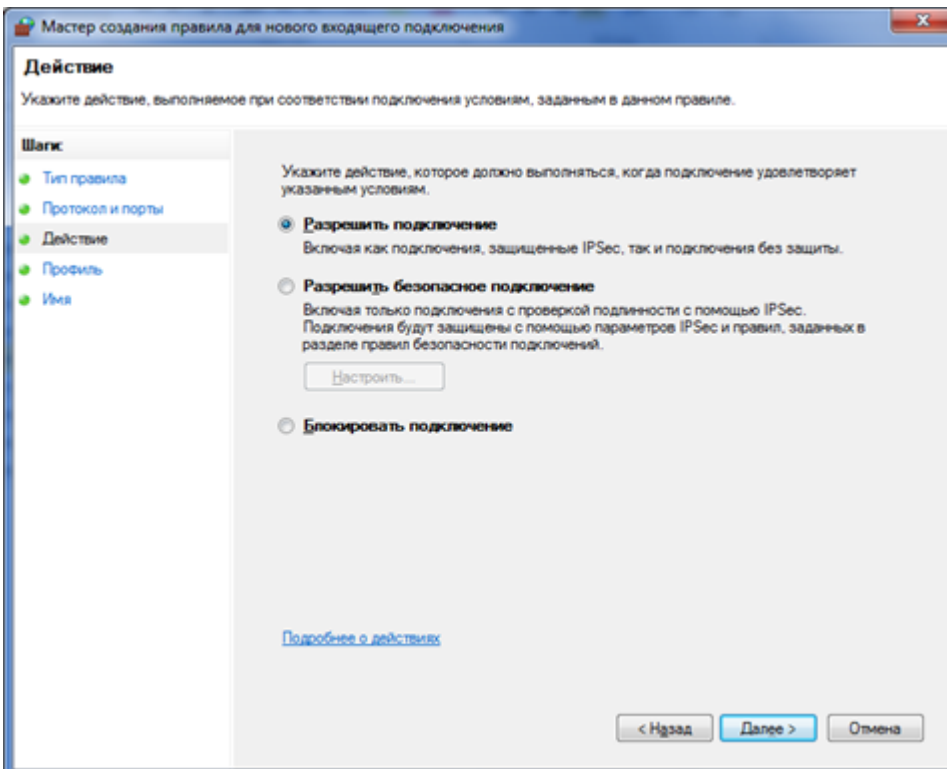 Мастер создания правила для нового входящего подключения
Действие
Укажите действие, выполняемое при соответствии подключения условиям, заданным в данном правиле.
Шаги:
Тип правила
Протокол и порты
Действие
Профиль
Имя
Укажите действие, которое должно выполняться, когда подключение удовлетворяет
указанным условиям.
Разрешить подключение
Включая как подключения, защищенные IPSec, так и подключения без защиты.
Разрешить безопасное подключение
Включая только подключения с проверкой подлинности с помощью IPSec.
Подключения будут защищены с помощью параметров IPSec и правил, заданных в
разделе правил безопасности подключений.
Настроить...
Блокировать подключение
Подробнее о действиях
< Назад
Далее >
Отмена